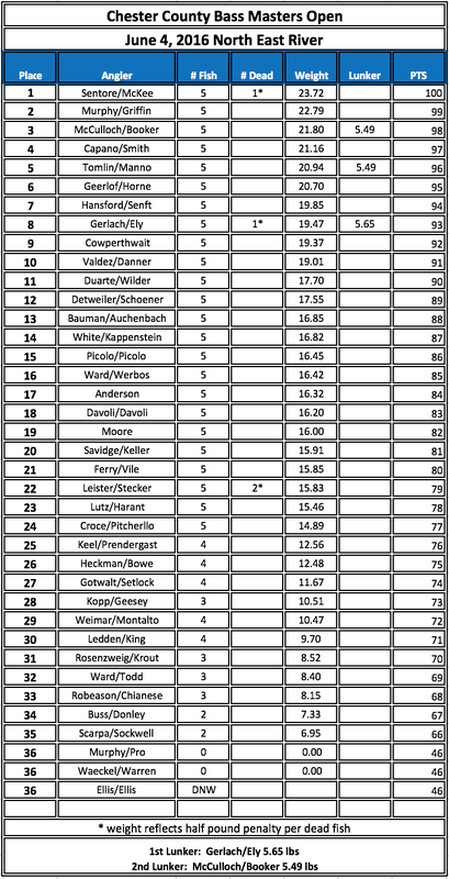 Chester County Bass Masters Open
June 4, 2016 North East River
Place Angler # Fish # Dead Weight Lunker PTS
1 Sentore/McKee 5 1* 23.72 100
2 Murphy/Griffin 5 22.79 99
3 McCulloch/Booker 5 21.80 5.49 98
4 Capano/Smith 5 21.16 97
5 Tomlin/Manno 5 20.94 5.49 96
6 Geerlof/Horne 5 20.70 95
7 Hansford/Senft 5 19.85 94
8 Gerlach/Ely 5 1* 19.47 5.65 93
9 Cowperthwait 5 19.37 92
10 Valdez/Danner 5 19.01 91
11 Duarte/Wilder 5 17.70 90
12 Detweiler/Schoener 5 17.55 89
13 Bauman/Auchenbach 5 16.85 88
14 White/Kappenstein 5 16.82 87
15 Picolo/Picolo 5 16.45 86
16 Ward/Werbos 5 16.42 85
17 Anderson 5 16.32 84
18 Davoli/Davoli 5 16.20 83
19 Moore 5 16.00 82
20 Savidge/Keller 5 15.91 81
21 Ferry/Vile 5 15.85 80
22 Leister/Stecker 5 2* 15.83 79
23 Lutz/Harant 5 15.46 78
24 Croce/Pitcherllo 5 14.89 77
25 Keel/Prendergast 4 12.56 76
26 Heckman/Bowe 4 12.48 75
27 Gotwalt/Setlock 4 11.67 74
28 Kopp/Geesey 3 10.51 73
29 Weimar/Montalto 4 10.47 72
30 Ledden/King 4 9.70 71
31 Rosenzweig/Krout 3 8.52 70
32 Ward/Todd 3 8.40 69
33 Robeason/Chianese 3 8.15 68
34 Buss/Donley 2 7.33 67
35 Scarpa/Sockwell 2 6.95 66
36 Murphy/Pro 0 0.00 46
36 Waeckel/Warren 0 0.00 46
36 Ellis/Ellis DNW 46
* weight reflects half pound penalty per dead fish
1st Lunker: Gerlach/Ely 5.65 lbs
2nd Lunker: McCulloch/Booker 5.49 lbs